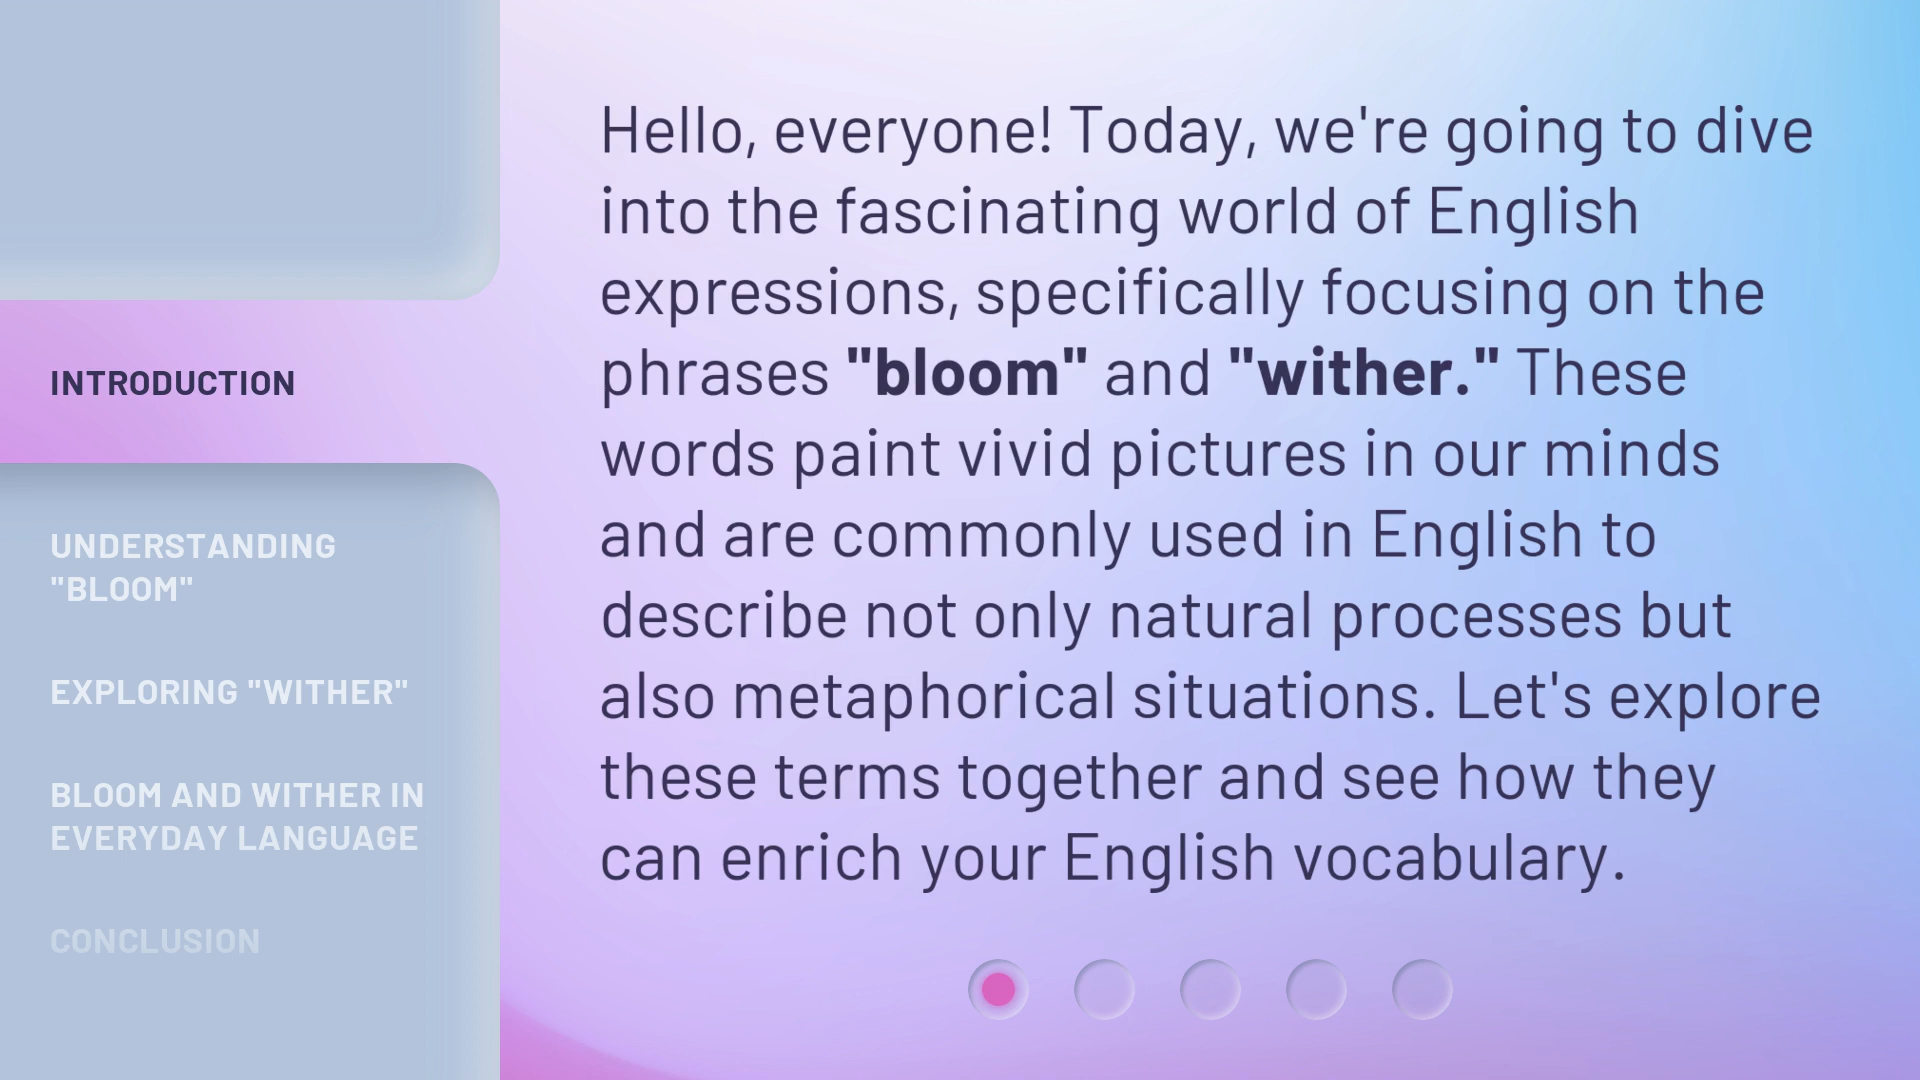 INTRODUCTION
UNDERSTANDING
"BLOOM"
EXPLORING "WITHER"
BLOOM AND WITHER IN
EVERYDAY LANGUAGE
CONCLUSION
Hello, everyone! Today, we're going to dive
into the fascinating world of English
expressions, specifically focusing on the
phrases "bloom" and "wither." These
words paint vivid pictures in our minds
and are commonly used in English to
describe not only natural processes but
also metaphorical situations. Let's explore
these terms together and see how they
can enrich your English vocabulary.